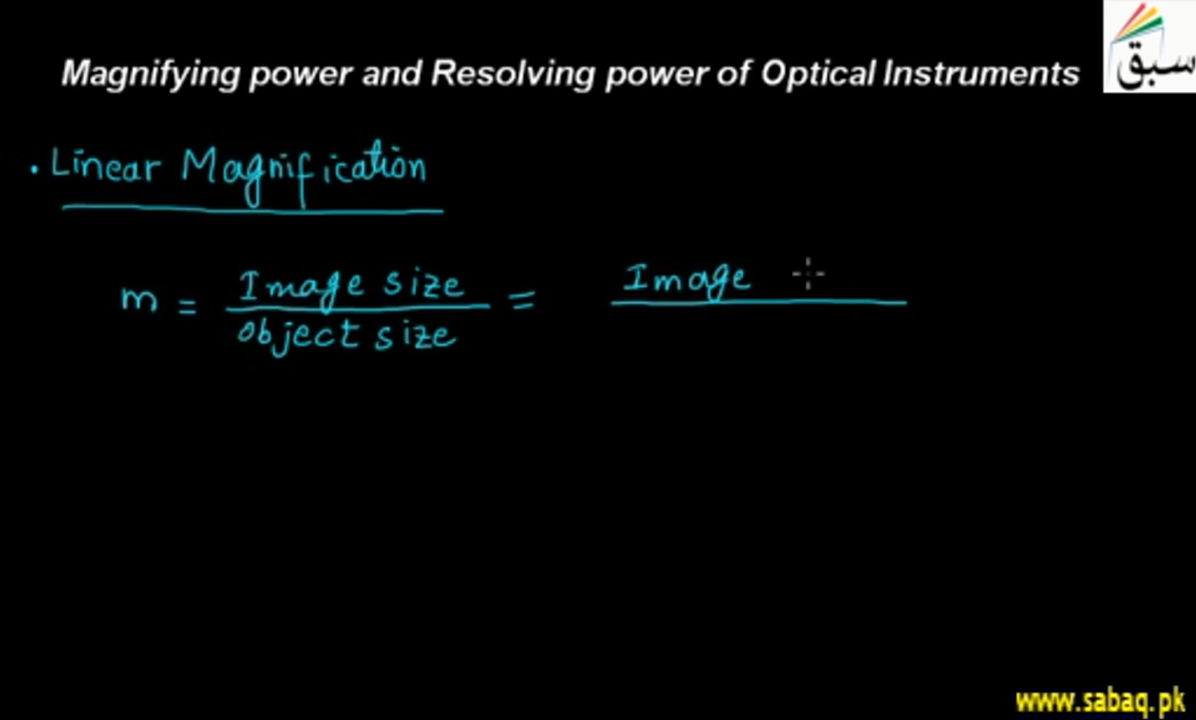 Magnifying power and Resolving power of Optical Instruments
سبق
. Linear Magnification
m = Image size / object size = Image
www.sabaq.pk